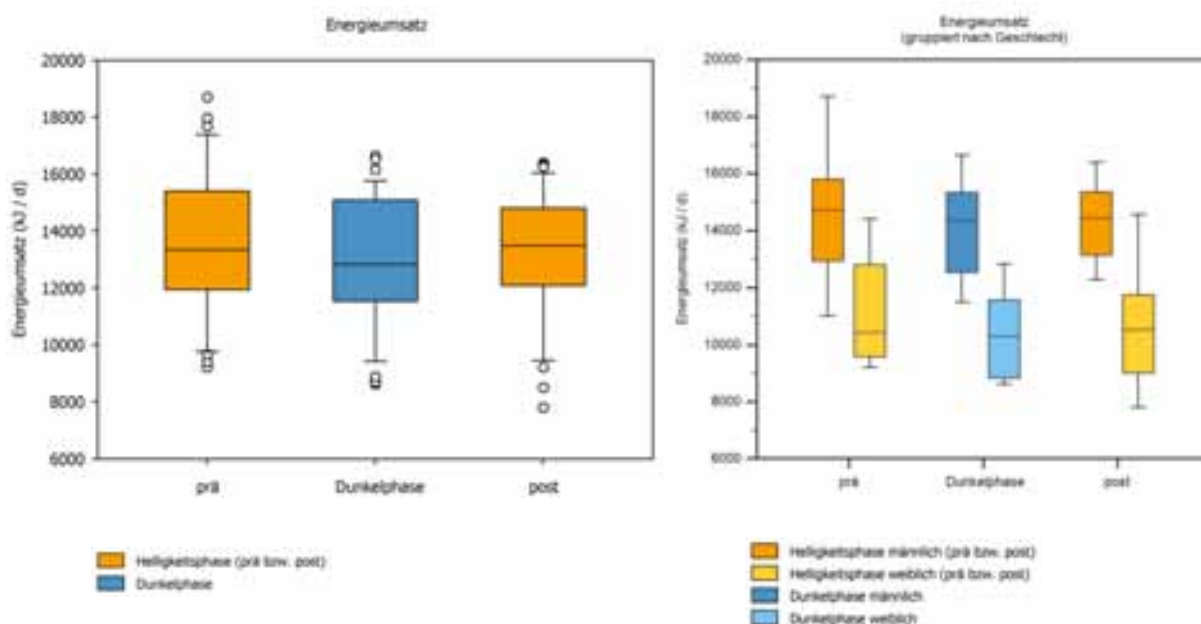 Energieumsatz
20000
18000
16000
14000
12000
10000
8000
6000
Energieumsatz (kJ / d)
prä
Dunkelphase
post
Helligkeitsphase (prä bzw. post)
Dunkelphase
Energieumsatz
(gruppiert nach Geschlecht)
20000
18000
16000
14000
12000
10000
8000
6000
Energieumsatz (kJ / d)
prä
Dunkelphase
post
Helligkeitsphase männlich (prä bzw. post)
Helligkeitsphase weiblich (prä bzw. post)
Dunkelphase männlich
Dunkelphase weiblich